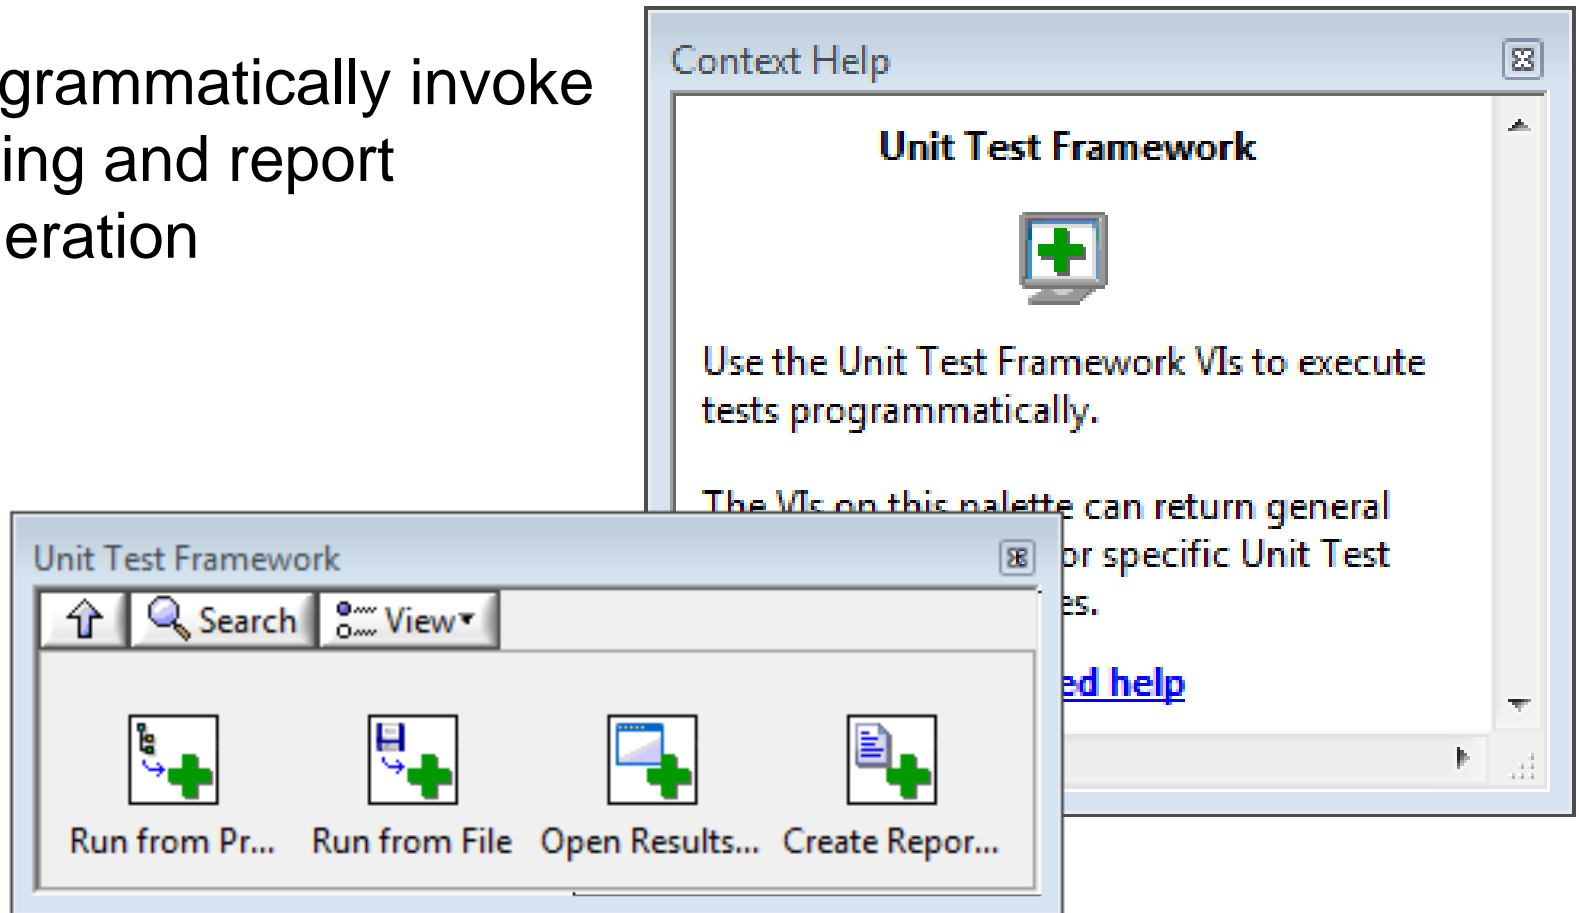 grammatically invoke
ing and report
eration
Context Help
Unit Test Framework
Use the Unit Test Framework VIs to execute
tests programmatically.
The VIs on this palette can return general
or specific Unit Test
es.
ed help
Unit Test Framework
Search View
Run from Pr... Run from File Open Results... Create Repor...